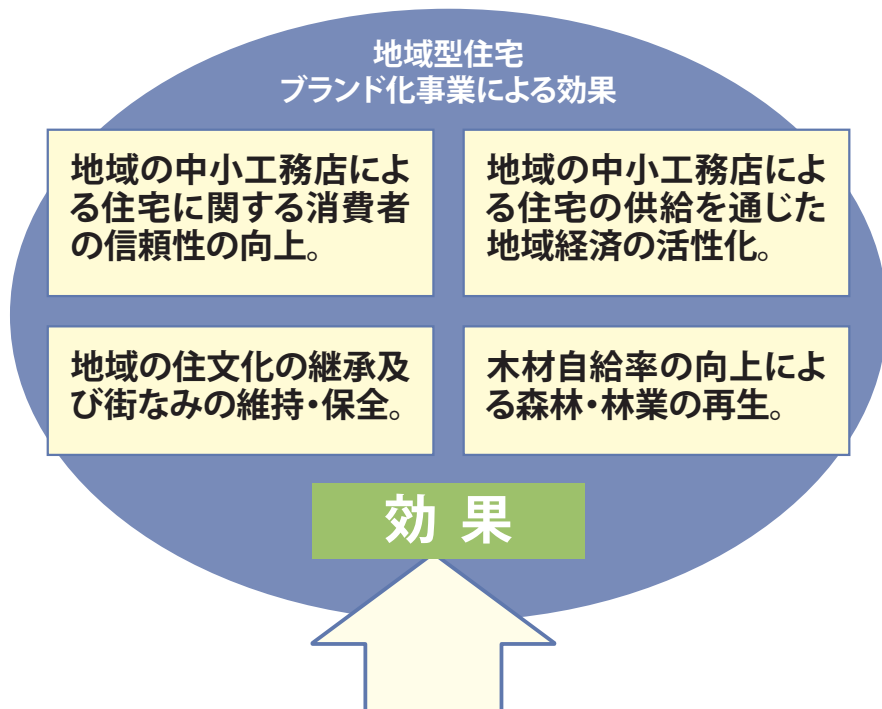 地域型住宅
ブランド化事業による効果
地域の中小工務店によ
る住宅に関する消費者
の信頼性の向上。
地域の中小工務店によ
る住宅の供給を通じた
地域経済の活性化。
地域の住文化の継承及
び街なみの維持・保全。
木材自給率の向上によ
る森林・林業の再生。
効果